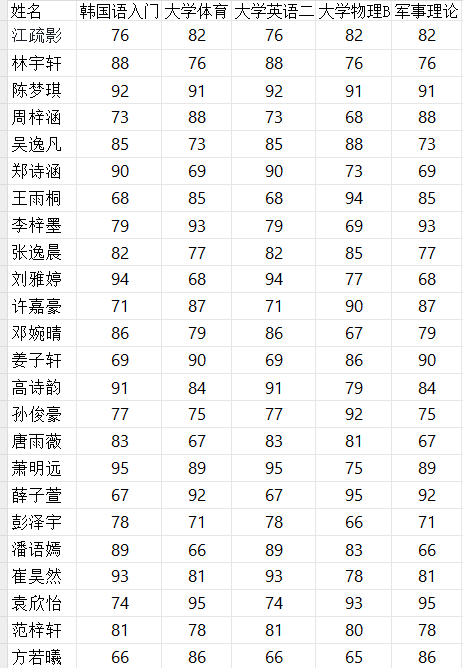 姓名 韩国语入门 大学体育 大学英语二 大学物理B 军事理论
江疏影 76 82 76 82 82
林宇轩 88 76 88 76 76
陈梦琪 92 91 92 91 91
周梓涵 73 88 73 68 88
吴逸凡 85 73 85 88 73
郑诗涵 90 69 90 73 69
王雨桐 68 85 68 94 85
李梓墨 79 93 79 69 93
张逸晨 82 77 82 85 77
刘雅婷 94 68 94 77 68
许嘉豪 71 87 71 90 87
邓婉晴 86 79 86 67 79
姜子轩 69 90 69 86 90
高诗韵 91 84 91 79 84
孙俊豪 77 75 77 92 75
唐雨薇 83 67 83 81 67
萧明远 95 89 95 75 89
薛子萱 67 92 67 95 92
彭泽宇 78 71 78 66 71
潘语嫣 89 66 89 83 66
崔昊然 93 81 93 78 81
袁欣怡 74 95 74 93 95
范梓轩 81 78 81 80 78
方若曦 66 86 66 65 86